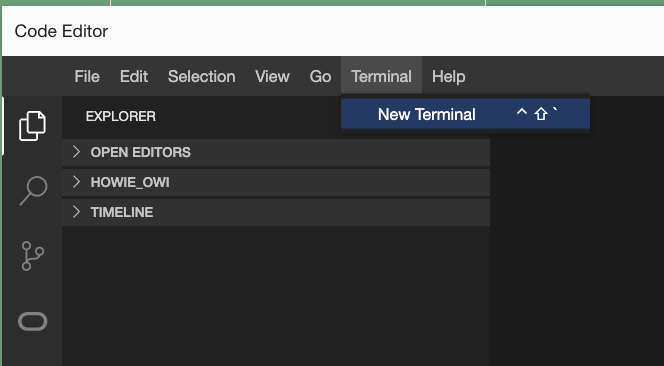 Code Editor
File Edit Selection View Go Terminal Help
New Terminal ^ ⇧ `
EXPLORER
OPEN EDITORS
HOWIE_OWI
TIMELINE